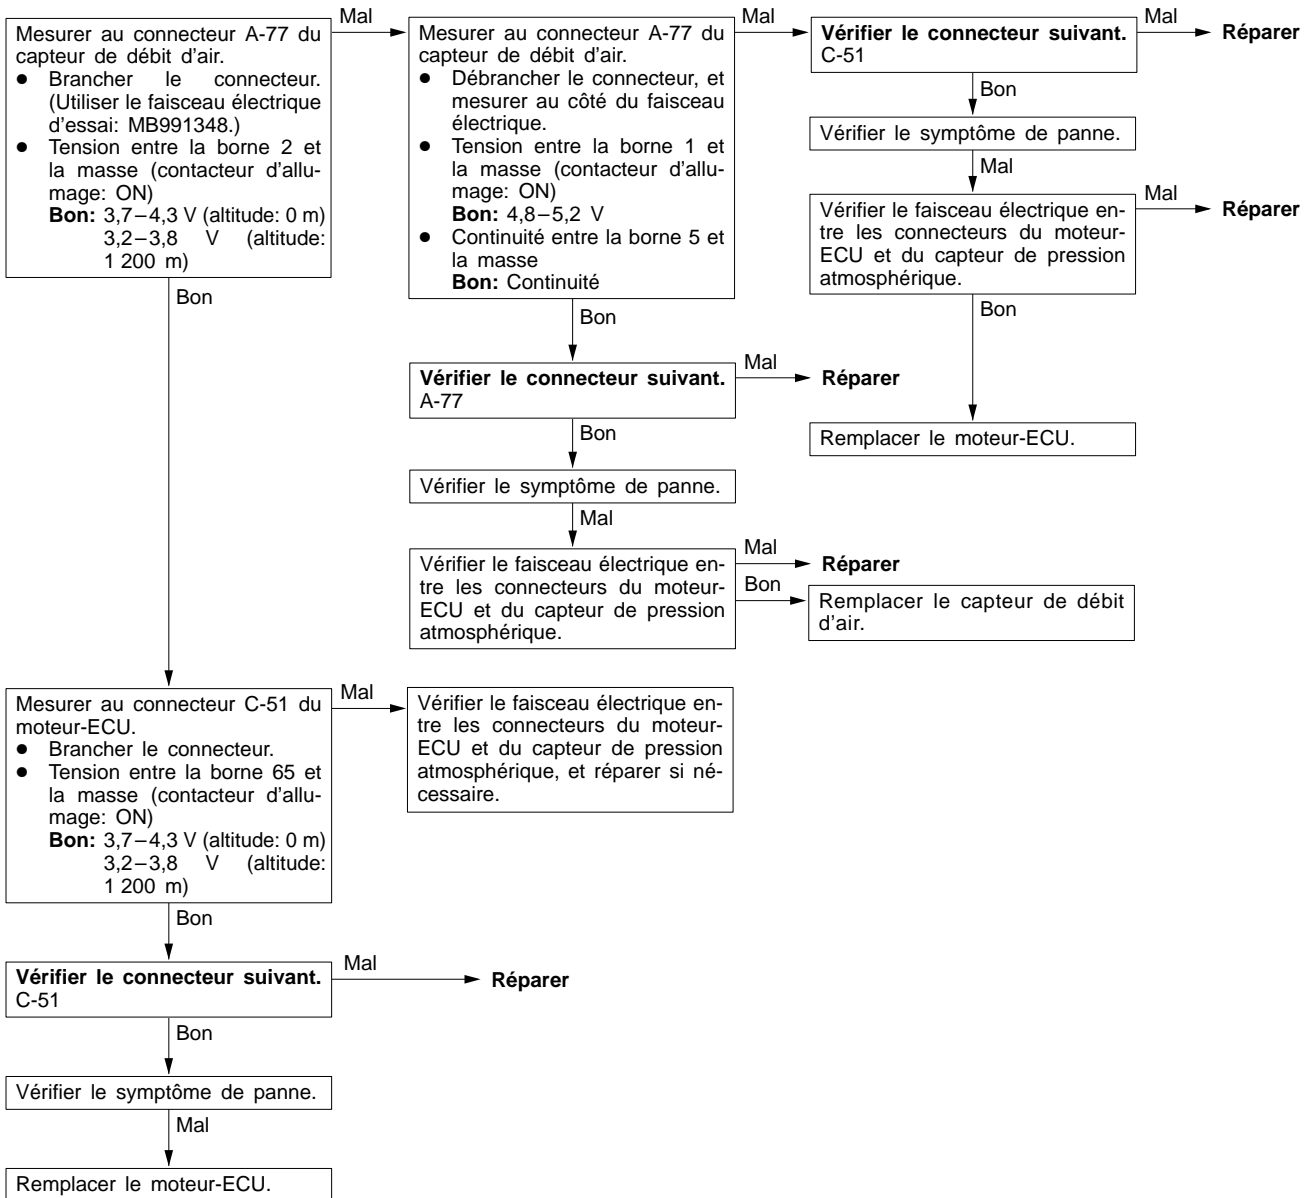 Mesurer au connecteur A-77 du
capteur de débit d'air.
● Brancher le connecteur.
(Utiliser le faisceau électrique
d'essai: MB991348.)
● Tension entre la borne 2 et
la masse (contacteur d'allu-
mage: ON)
Bon: 3,7–4,3 V (altitude: 0 m)
3,2–3,8 V (altitude:
1 200 m)
Mal
Bon
Mesurer au connecteur A-77 du
capteur de débit d'air.
● Débrancher le connecteur, et
mesurer au côté du faisceau
électrique.
● Tension entre la borne 1 et
la masse (contacteur d'allu-
mage: ON)
Bon: 4,8–5,2 V
● Continuité entre la borne 5 et
la masse
Bon: Continuité
Mal
Bon
Vérifier le connecteur suivant.
C-51
Mal
Réparer
Bon
Vérifier le symptôme de panne.
Mal
Vérifier le faisceau électrique en-
tre les connecteurs du moteur-
ECU et du capteur de pression
atmosphérique.
Mal
Réparer
Bon
Remplacer le moteur-ECU.
Vérifier le connecteur suivant.
A-77
Mal
Réparer
Bon
Vérifier le symptôme de panne.
Mal
Vérifier le faisceau électrique en-
tre les connecteurs du moteur-
ECU et du capteur de pression
atmosphérique.
Mal
Réparer
Bon
Remplacer le capteur de débit
d'air.
Mesurer au connecteur C-51 du
moteur-ECU.
● Brancher le connecteur.
● Tension entre la borne 65 et
la masse (contacteur d'allu-
mage: ON)
Bon: 3,7–4,3 V (altitude: 0 m)
3,2–3,8 V (altitude:
1 200 m)
Mal
Vérifier le faisceau électrique en-
tre les connecteurs du moteur-
ECU et du capteur de pression
atmosphérique, et réparer si né-
cessaire.
Bon
Vérifier le connecteur suivant.
C-51
Mal
Réparer
Bon
Vérifier le symptôme de panne.
Mal
Remplacer le moteur-ECU.